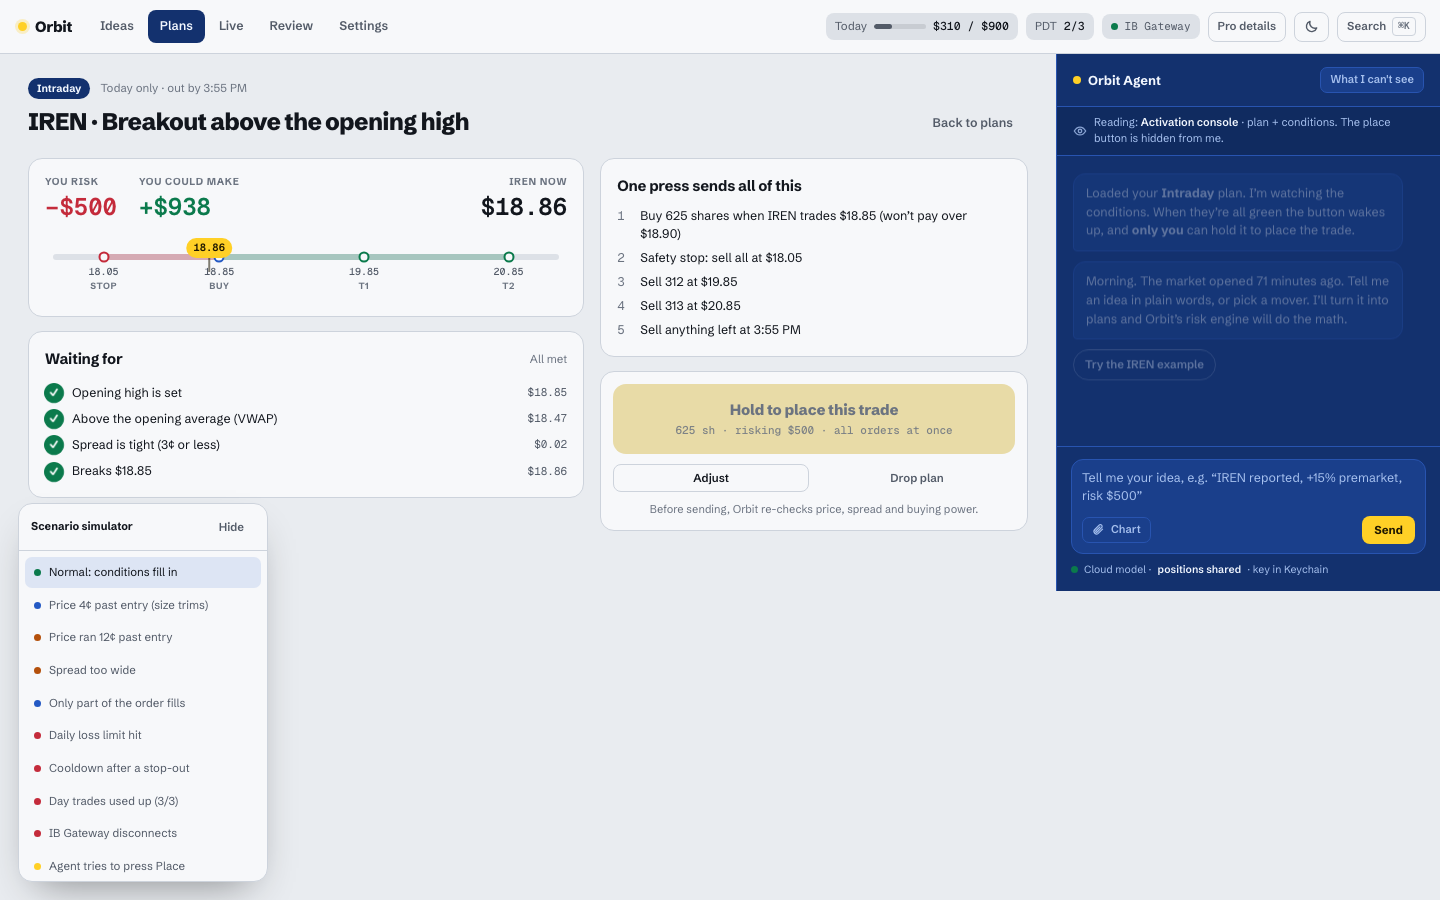 Orbit
Ideas
Plans
Live
Review
Settings
Today $310 / $900
PDT 2/3
IB Gateway
Pro details
Search ⌘K
Intraday
Today only · out by 3:55 PM
IREN · Breakout above the opening high
Back to plans
YOU RISK
−$500
YOU COULD MAKE
+$938
IREN NOW
$18.86
18.86
18.05
STOP
18.85
BUY
19.85
T1
20.85
T2
Waiting for
All met
Opening high is set $18.85
Above the opening average (VWAP) $18.47
Spread is tight (3¢ or less) $0.02
Breaks $18.85 $18.86
One press sends all of this
1 Buy 625 shares when IREN trades $18.85 (won’t pay over
$18.90)
2 Safety stop: sell all at $18.05
3 Sell 312 at $19.85
4 Sell 313 at $20.85
5 Sell anything left at 3:55 PM
Hold to place this trade
625 sh · risking $500 · all orders at once
Adjust
Drop plan
Before sending, Orbit re-checks price, spread and buying power.
Scenario simulator
Hide
Normal: conditions fill in
Price 4¢ past entry (size trims)
Price ran 12¢ past entry
Spread too wide
Only part of the order fills
Daily loss limit hit
Cooldown after a stop-out
Day trades used up (3/3)
IB Gateway disconnects
Agent tries to press Place
Orbit Agent
What I can't see
Reading: Activation console · plan + conditions. The place
button is hidden from me.
Loaded your Intraday plan. I’m watching the
conditions. When they’re all green the button wakes
up, and only you can hold it to place the trade.
Morning. The market opened 71 minutes ago. Tell me
an idea in plain words, or pick a mover. I’ll turn it into
plans and Orbit’s risk engine will do the math.
Try the IREN example
Tell me your idea, e.g. “IREN reported, +15% premarket,
risk $500”
Chart
Send
Cloud model · positions shared · key in Keychain